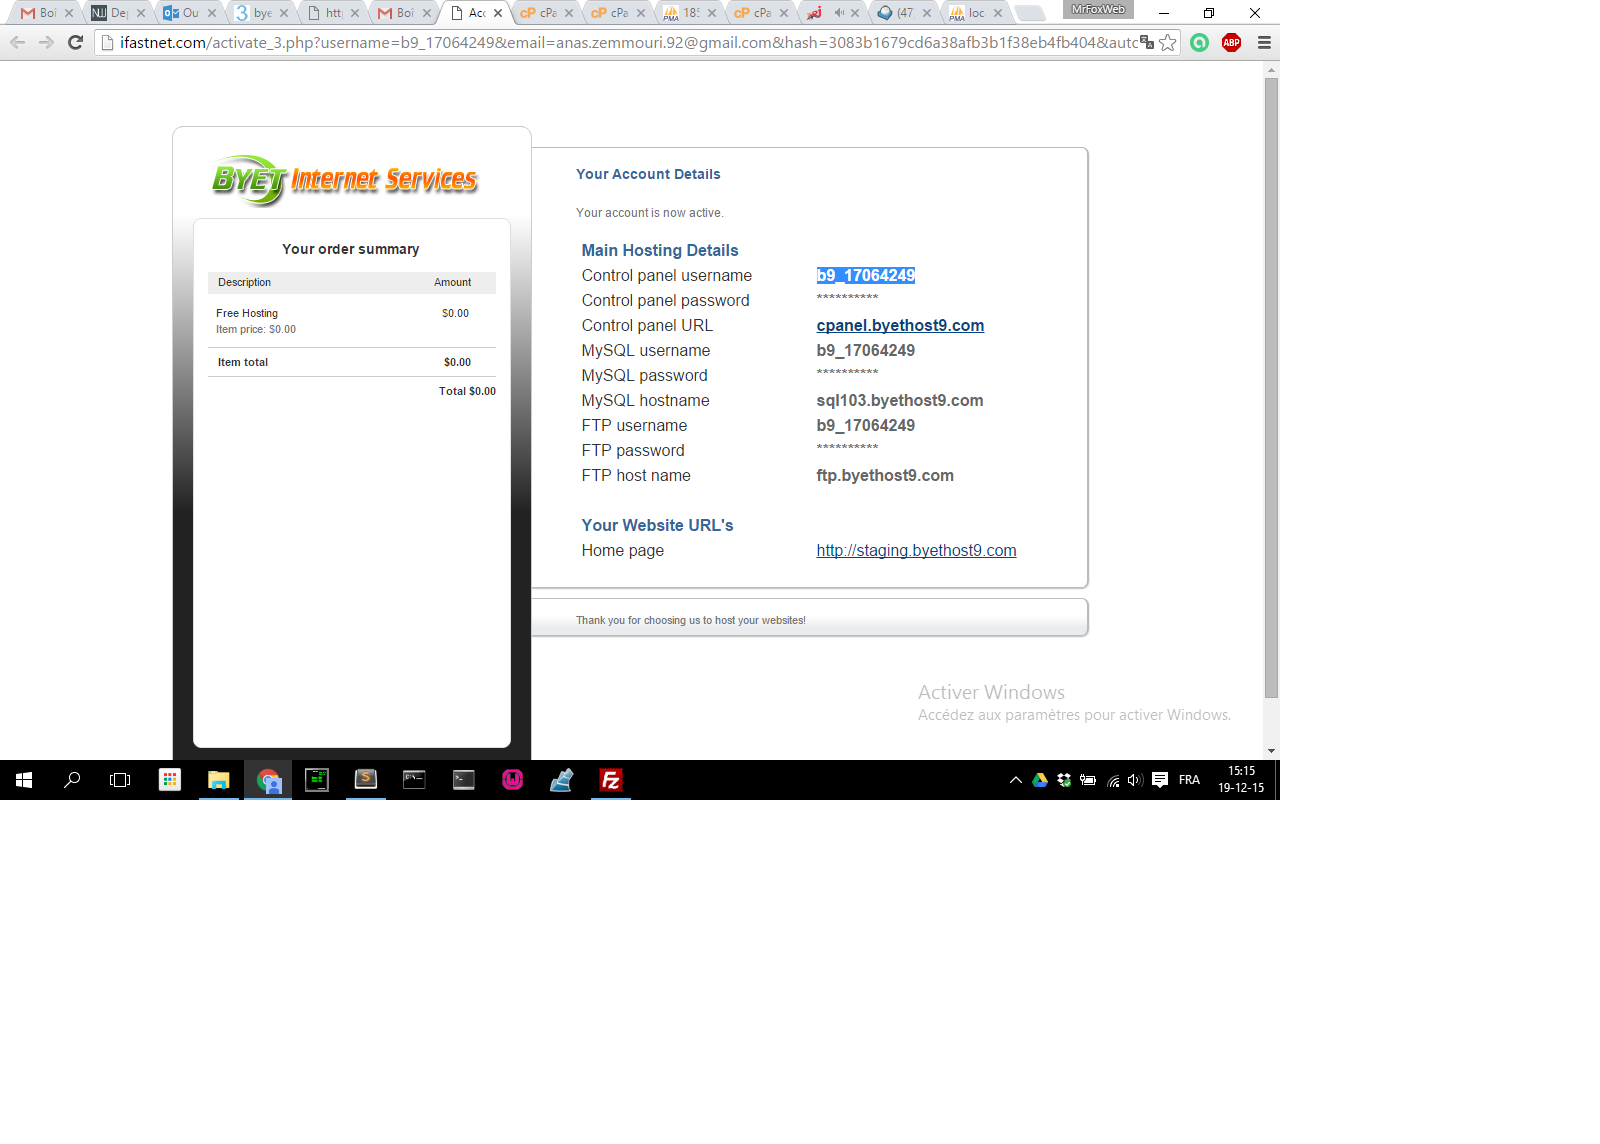 Boî
De
Ou
bye
htt
Boî
Acc
cPa
cPa
185
cPa
(47
loc
MrFoxWeb
ifastnet.com/activate_3.php?username=b9_17064249&email=anas.zemmouri.92@gmail.com&hash=3083b1679cd6a38afb3b1f38eb4fb404&auto
ABP
BYET Internet Services
Your order summary
Description Amount
Free Hosting $0.00
Item price: $0.00
Item total $0.00
Total $0.00
Your Account Details
Your account is now active.
Main Hosting Details
Control panel username b9_17064249
Control panel password **********
Control panel URL cpanel.byethost9.com
MySQL username b9_17064249
MySQL password **********
MySQL hostname sql103.byethost9.com
FTP username b9_17064249
FTP password **********
FTP host name ftp.byethost9.com
Your Website URL's
Home page http://staging.byethost9.com
Thank you for choosing us to host your websites!
Activer Windows
Accédez aux paramètres pour activer Windows.
FRA
15:15
19-12-15